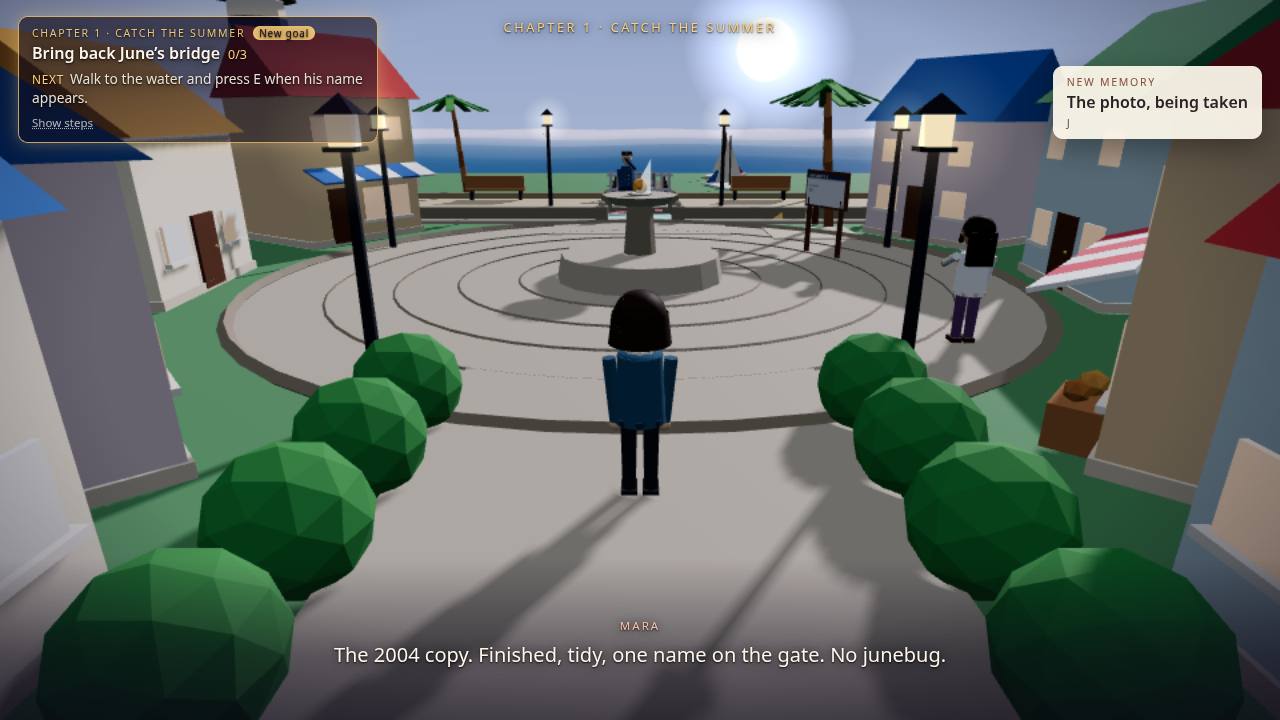 CHAPTER 1 · CATCH THE SUMMER New goal
Bring back June's bridge 0/3
NEXT Walk to the water and press E when his name
appears.
Show steps
CHAPTER 1 · CATCH THE SUMMER
NEW MEMORY
The photo, being taken
J
MARA
The 2004 copy. Finished, tidy, one name on the gate. No junebug.